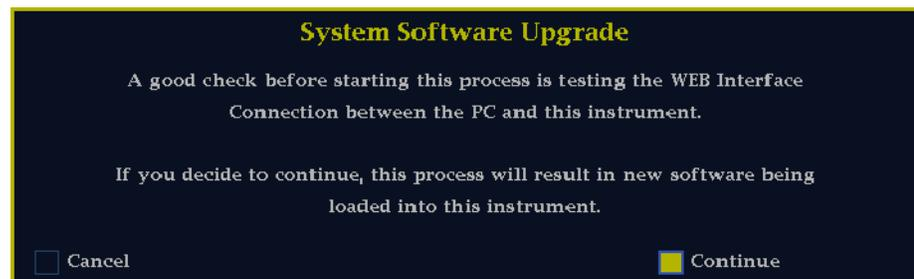 System Software Upgrade
A good check before starting this process is testing the WEB Interface
Connection between the PC and this instrument.
If you decide to continue, this process will result in new software being
loaded into this instrument.
Cancel Continue